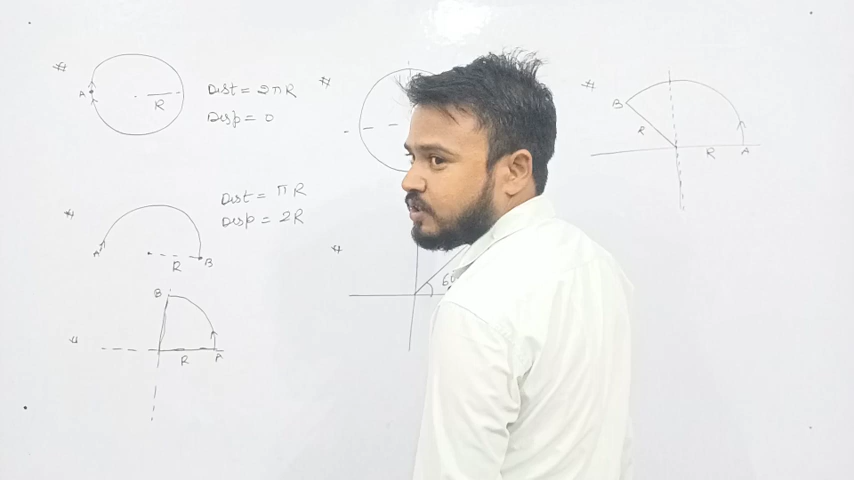 A
R
Dist = 2πR
Disp = 0
B
R
A
Dist = πR
Disp = 2R
A
R
B
60
B
R
A